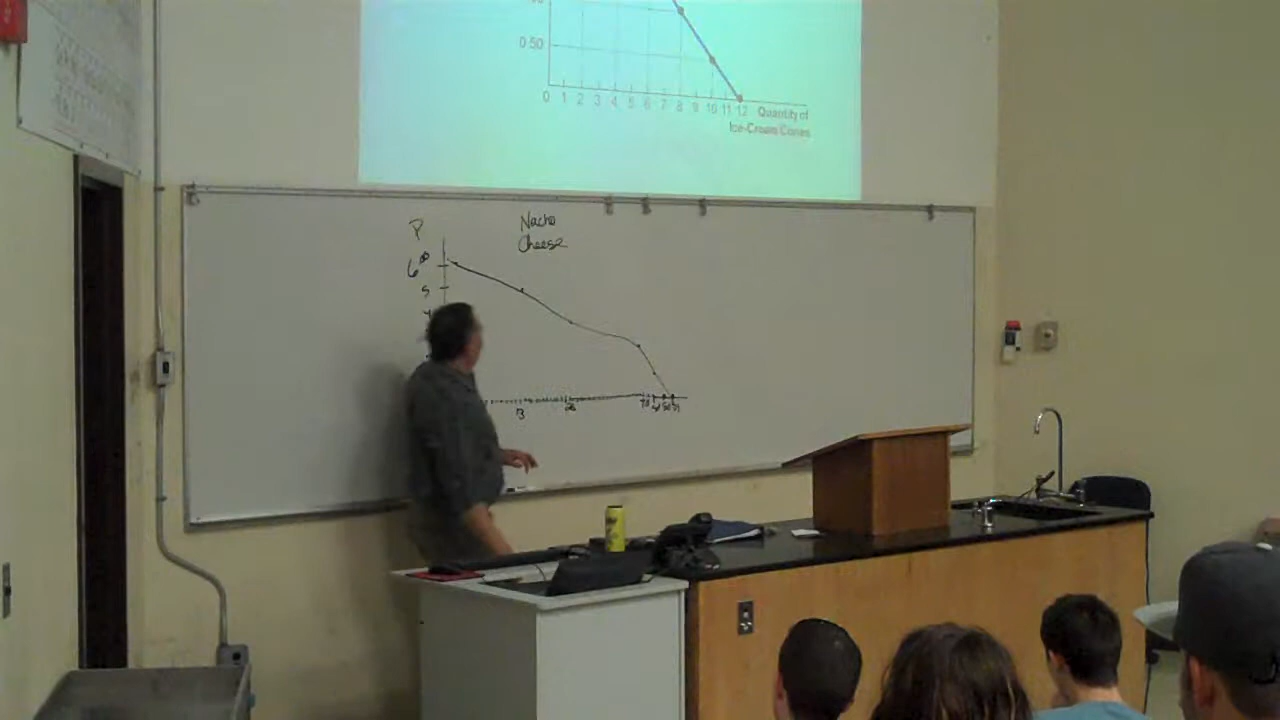 0.50
0 1 2 3 4 5 6 7 8 9 10 11 12 Quantity of
Ice-Cream Cones
P
Nacho
Cheese
6.00
5